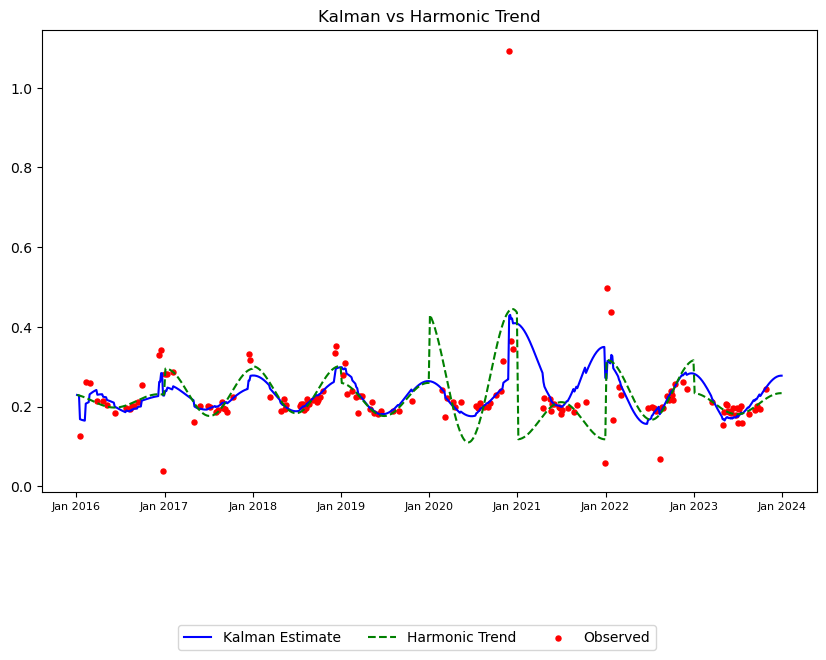 Kalman vs Harmonic Trend
1.0
0.8
0.6
0.4
0.2
0.0
Jan 2016 Jan 2017 Jan 2018 Jan 2019 Jan 2020 Jan 2021 Jan 2022 Jan 2023 Jan 2024
Kalman Estimate Harmonic Trend Observed